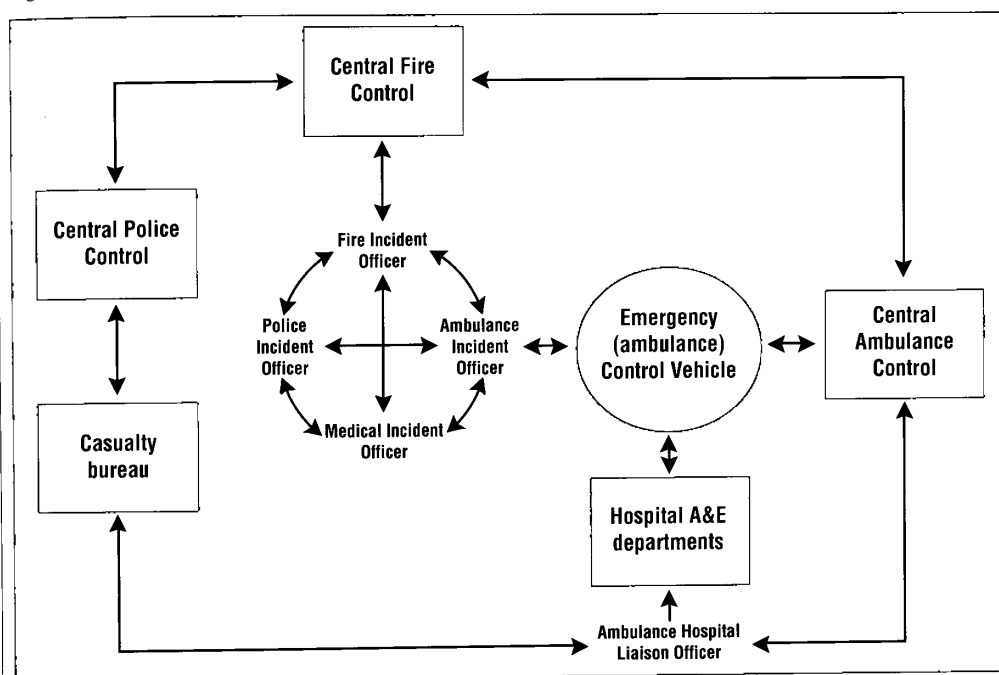 Central Fire
Control
Central Police
Control
Fire Incident
Officer
Police
Incident
Officer
Ambulance
Incident
Officer
Emergency
(ambulance)
Control Vehicle
Central
Ambulance
Control
Medical Incident
Officer
Casualty
bureau
Hospital A&E
departments
Ambulance Hospital
Liaison Officer